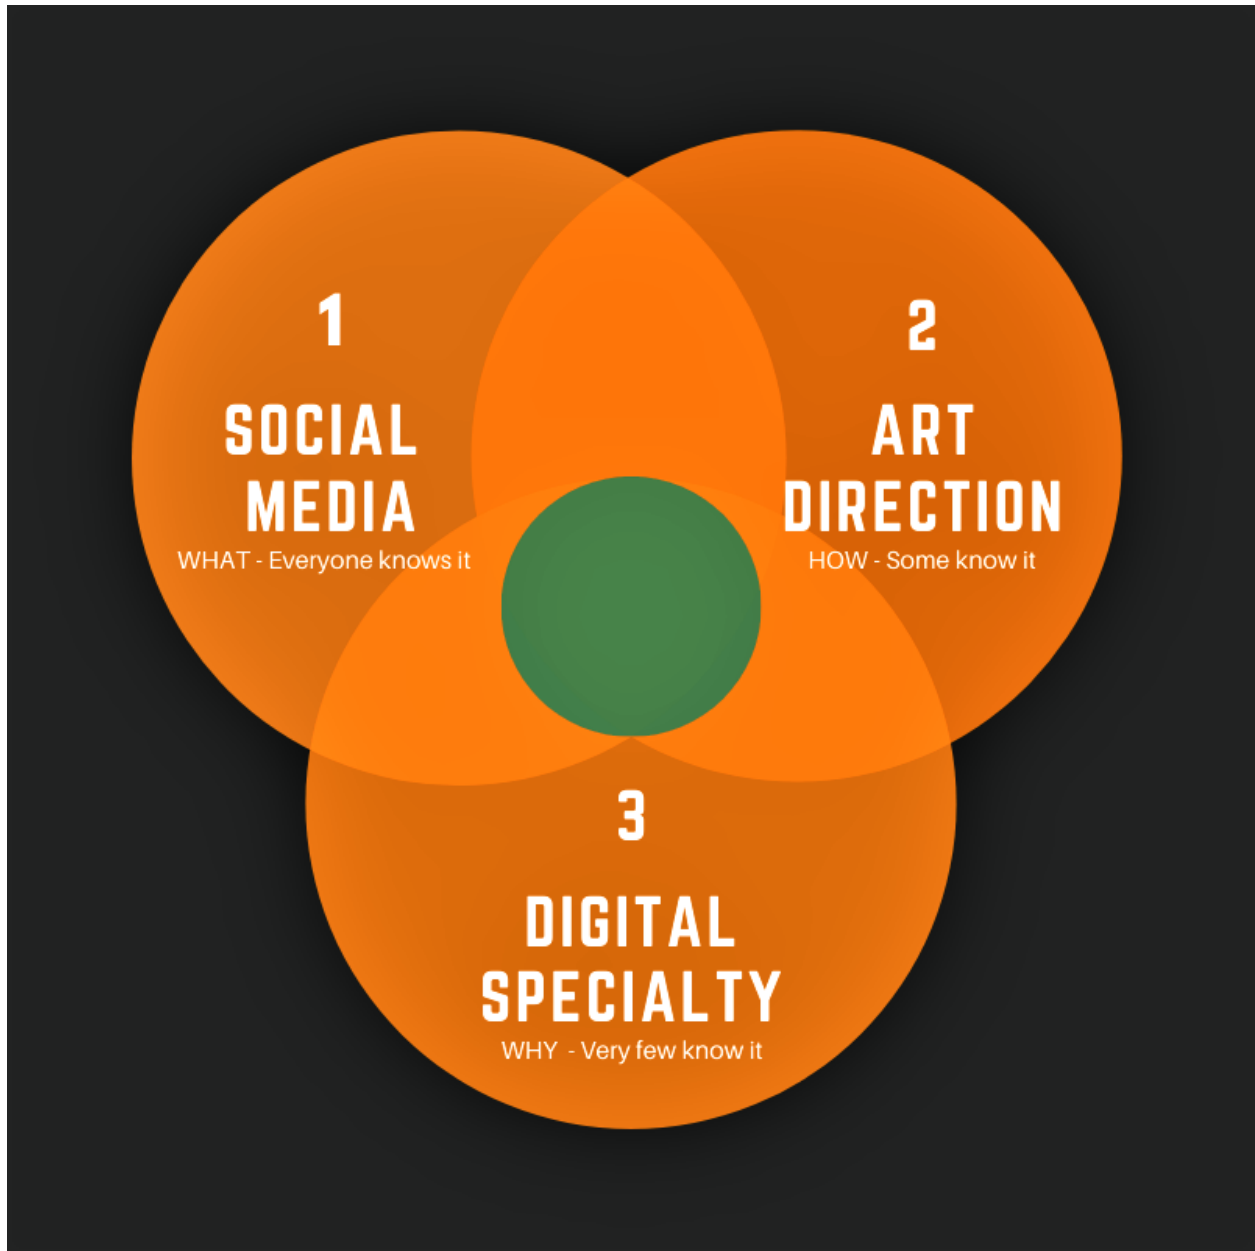 1
SOCIAL
MEDIA
WHAT - Everyone knows it
2
ART
DIRECTION
HOW - Some know it
3
DIGITAL
SPECIALTY
WHY - Very few know it